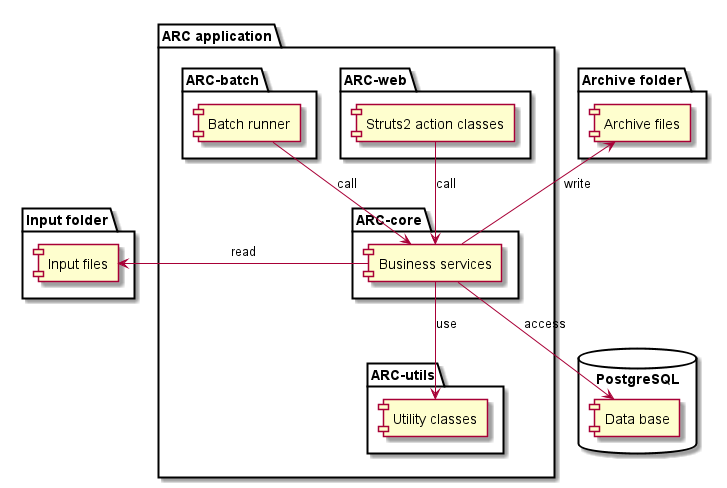 ARC application
ARC-batch
ARC-web
Archive folder
Batch runner
Struts2 action classes
Archive files
call
call
write
Input folder
ARC-core
Input files
read
Business services
use
access
ARC-utils
PostgreSQL
Utility classes
Data base